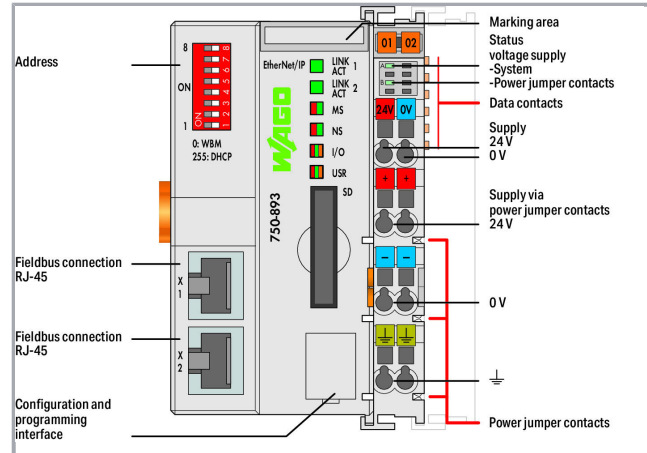 Address
8
8
7
6
5
4
3
2
1
ON
ON
1
0: WBM
255: DHCP
EtherNet/IP
LINK
ACT 1
LINK
ACT 2
MS
NS
I/O
USR
SD
WAGO
750-893
X
1
X
2
Fieldbus connection
RJ-45
Fieldbus connection
RJ-45
Configuration and
programming
interface
01 02
A
B
24V 0V
+ +
− −
Marking area
Status
voltage supply
-System
-Power jumper contacts
Data contacts
Supply
24 V
0 V
Supply via
power jumper contacts
24 V
0 V
Power jumper contacts